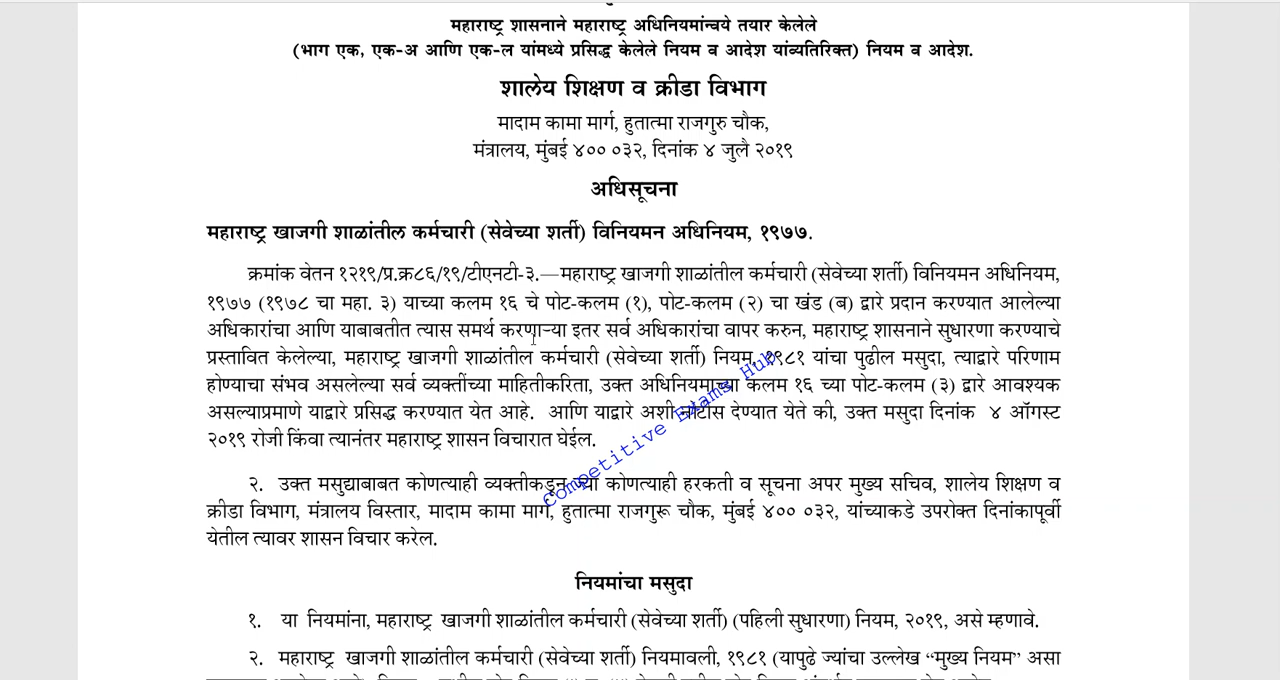 महाराष्ट्र शासनाने महाराष्ट्र अधिनियमांन्वये तयार केलेले
(भाग एक, एक-अ आणि एक-ल यांमध्ये प्रसिद्ध केलेले नियम व आदेश यांव्यतिरिक्त) नियम व आदेश.
शालेय शिक्षण व क्रीडा विभाग
मादाम कामा मार्ग, हुतात्मा राजगुरु चौक,
मंत्रालय, मुंबई ४०० ०३२, दिनांक ४ जुलै २०१९
अधिसूचना
महाराष्ट्र खाजगी शाळांतील कर्मचारी (सेवेच्या शर्ती) विनियमन अधिनियम, १९७७.
क्रमांक वेतन १२१९/प्र.क्र८६/१९/टीएनटी-३.—महाराष्ट्र खाजगी शाळांतील कर्मचारी (सेवेच्या शर्ती) विनियमन अधिनियम,
१९७७ (१९७८ चा महा. ३) याच्या कलम १६ चे पोट-कलम (१), पोट-कलम (२) चा खंड (ब) द्वारे प्रदान करण्यात आलेल्या
अधिकारांचा आणि याबाबतीत त्यास समर्थ करणाऱ्या इतर सर्व अधिकारांचा वापर करुन, महाराष्ट्र शासनाने सुधारणा करण्याचे
प्रस्तावित केलेल्या, महाराष्ट्र खाजगी शाळांतील कर्मचारी (सेवेच्या शर्ती) नियम, १९८१ यांचा पुढील मसुदा, त्याद्वारे परिणाम
होण्याचा संभव असलेल्या सर्व व्यक्तींच्या माहितीकरिता, उक्त अधिनियमाच्या कलम १६ च्या पोट-कलम (३) द्वारे आवश्यक
असल्याप्रमाणे याद्वारे प्रसिद्ध करण्यात येत आहे. आणि याद्वारे अशी नोटीस देण्यात येते की, उक्त मसुदा दिनांक ४ ऑगस्ट
२०१९ रोजी किंवा त्यानंतर महाराष्ट्र शासन विचारात घेईल.
Competitive Exams Hub
२. उक्त मसुद्याबाबत कोणत्याही व्यक्तीकडून ज्या कोणत्याही हरकती व सूचना अपर मुख्य सचिव, शालेय शिक्षण व
क्रीडा विभाग, मंत्रालय विस्तार, मादाम कामा मार्ग, हुतात्मा राजगुरू चौक, मुंबई ४०० ०३२, यांच्याकडे उपरोक्त दिनांकापूर्वी
येतील त्यावर शासन विचार करेल.
नियमांचा मसुदा
१. या नियमांना, महाराष्ट्र खाजगी शाळांतील कर्मचारी (सेवेच्या शर्ती) (पहिली सुधारणा) नियम, २०१९, असे म्हणावे.
२. महाराष्ट्र खाजगी शाळांतील कर्मचारी (सेवेच्या शर्ती) नियमावली, १९८१ (यापुढे ज्यांचा उल्लेख “मुख्य नियम” असा